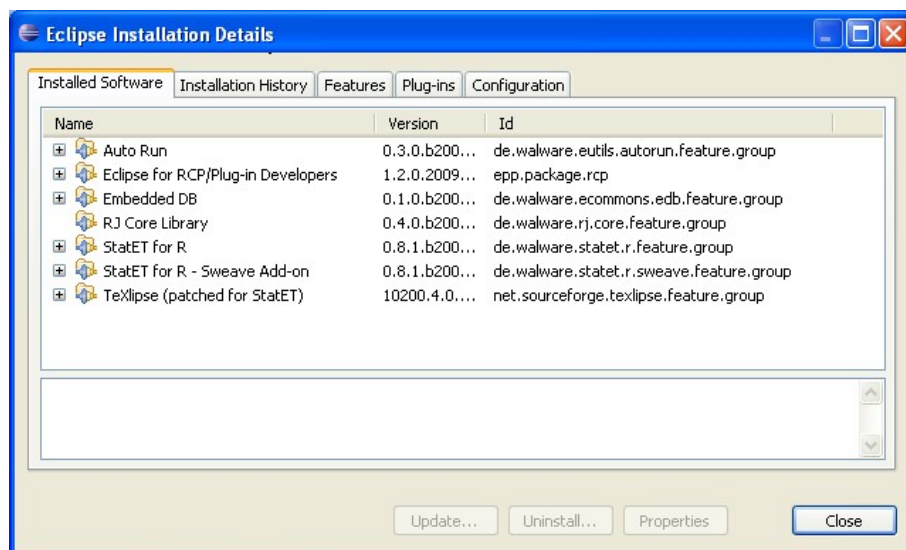 Eclipse Installation Details
Installed Software Installation History Features Plug-ins Configuration
Name Version Id
Auto Run 0.3.0.b200... de.walware.eutils.autorun.feature.group
Eclipse for RCP/Plug-in Developers 1.2.0.2009... epp.package.rcp
Embedded DB 0.1.0.b200... de.walware.ecommons.edb.feature.group
RJ Core Library 0.4.0.b200... de.walware.rj.core.feature.group
StatET for R 0.8.1.b200... de.walware.statet.r.feature.group
StatET for R - Sweave Add-on 0.8.1.b200... de.walware.statet.r.sweave.feature.group
TeXlipse (patched for StatET) 10200.4.0.... net.sourceforge.texlipse.feature.group
Update... Uninstall... Properties Close